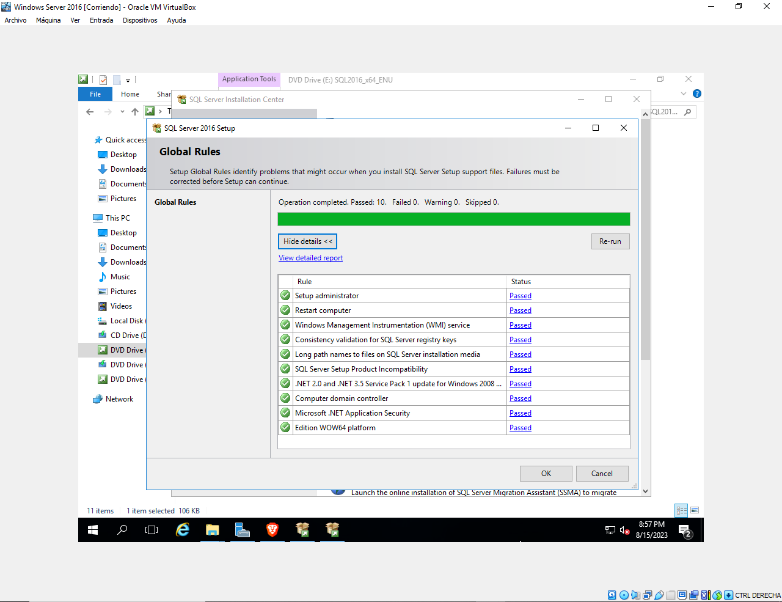 Windows Server 2016 [Corriendo] - Oracle VM VirtualBox
Archivo Máquina Ver Entrada Dispositivos Ayuda
Application Tools DVD Drive (E:) SQL2016_x64_ENU
File Home Shar
SQL Server Installation Center
SQL201...
SQL Server 2016 Setup
Global Rules
Setup Global Rules identify problems that might occur when you install SQL Server Setup support files. Failures must be
corrected before Setup can continue.
Quick access
Desktop
Downloads
Documents
Pictures
This PC
Desktop
Documents
Downloads
Music
Pictures
Videos
Local Disk
CD Drive (D
DVD Drive
DVD Drive
DVD Drive
Network
Global Rules
Operation completed. Passed: 10. Failed 0. Warning 0. Skipped 0.
Hide details << Re-run
View detailed report
Rule Status
Setup administrator Passed
Restart computer Passed
Windows Management Instrumentation (WMI) service Passed
Consistency validation for SQL Server registry keys Passed
Long path names to files on SQL Server installation media Passed
SQL Server Setup Product Incompatibility Passed
.NET 2.0 and .NET 3.5 Service Pack 1 update for Windows 2008 ... Passed
Computer domain controller Passed
Microsoft .NET Application Security Passed
Edition WOW64 platform Passed
OK Cancel
Launch the online installation of SQL Server Migration Assistant (SSMA) to migrate
11 items 1 item selected 106 KB
8:57 PM
8/15/2023
2
CTRL DERECHA